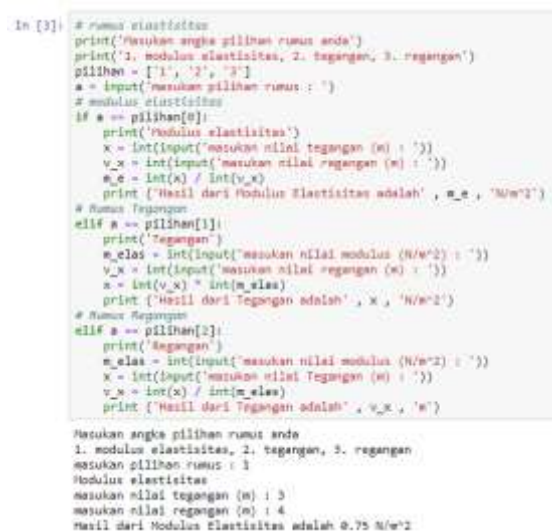 In [3]: # rumus elastisitas
print('Masukan angka pilihan rumus anda')
print('1. modulus elastisitas, 2. tegangan, 3. regangan')
pilihan = ['1', '2', '3']
a = input('masukan pilihan rumus : ')
# modulus elastisitas
if a == pilihan[0]:
print('Modulus elastisitas')
x = int(input('masukan nilai tegangan (m) : '))
v_x = int(input('masukan nilai regangan (m) : '))
m_e = int(x) / int(v_x)
print ('Hasil dari Modulus Elastisitas adalah' , m_e , 'N/m^2')
# Rumus Tegangan
elif a == pilihan[1]:
print('Tegangan')
m_elas = int(input('masukan nilai modulus (N/m^2) : '))
v_x = int(input('masukan nilai regangan (m) : '))
x = int(v_x) * int(m_elas)
print ('Hasil dari Tegangan adalah' , x , 'N/m^2')
# Rumus Regangan
elif a == pilihan[2]:
print('Regangan')
m_elas = int(input('masukan nilai modulus (N/m^2) : '))
x = int(input('masukan nilai Tegangan (m) : '))
v_x = int(x) / int(m_elas)
print ('Hasil dari Tegangan adalah' , v_x , 'm')
Masukan angka pilihan rumus anda
1. modulus elastisitas, 2. tegangan, 3. regangan
masukan pilihan rumus : 1
Modulus elastisitas
masukan nilai tegangan (m) : 3
masukan nilai regangan (m) : 4
Hasil dari Modulus Elastisitas adalah 0.75 N/m^2